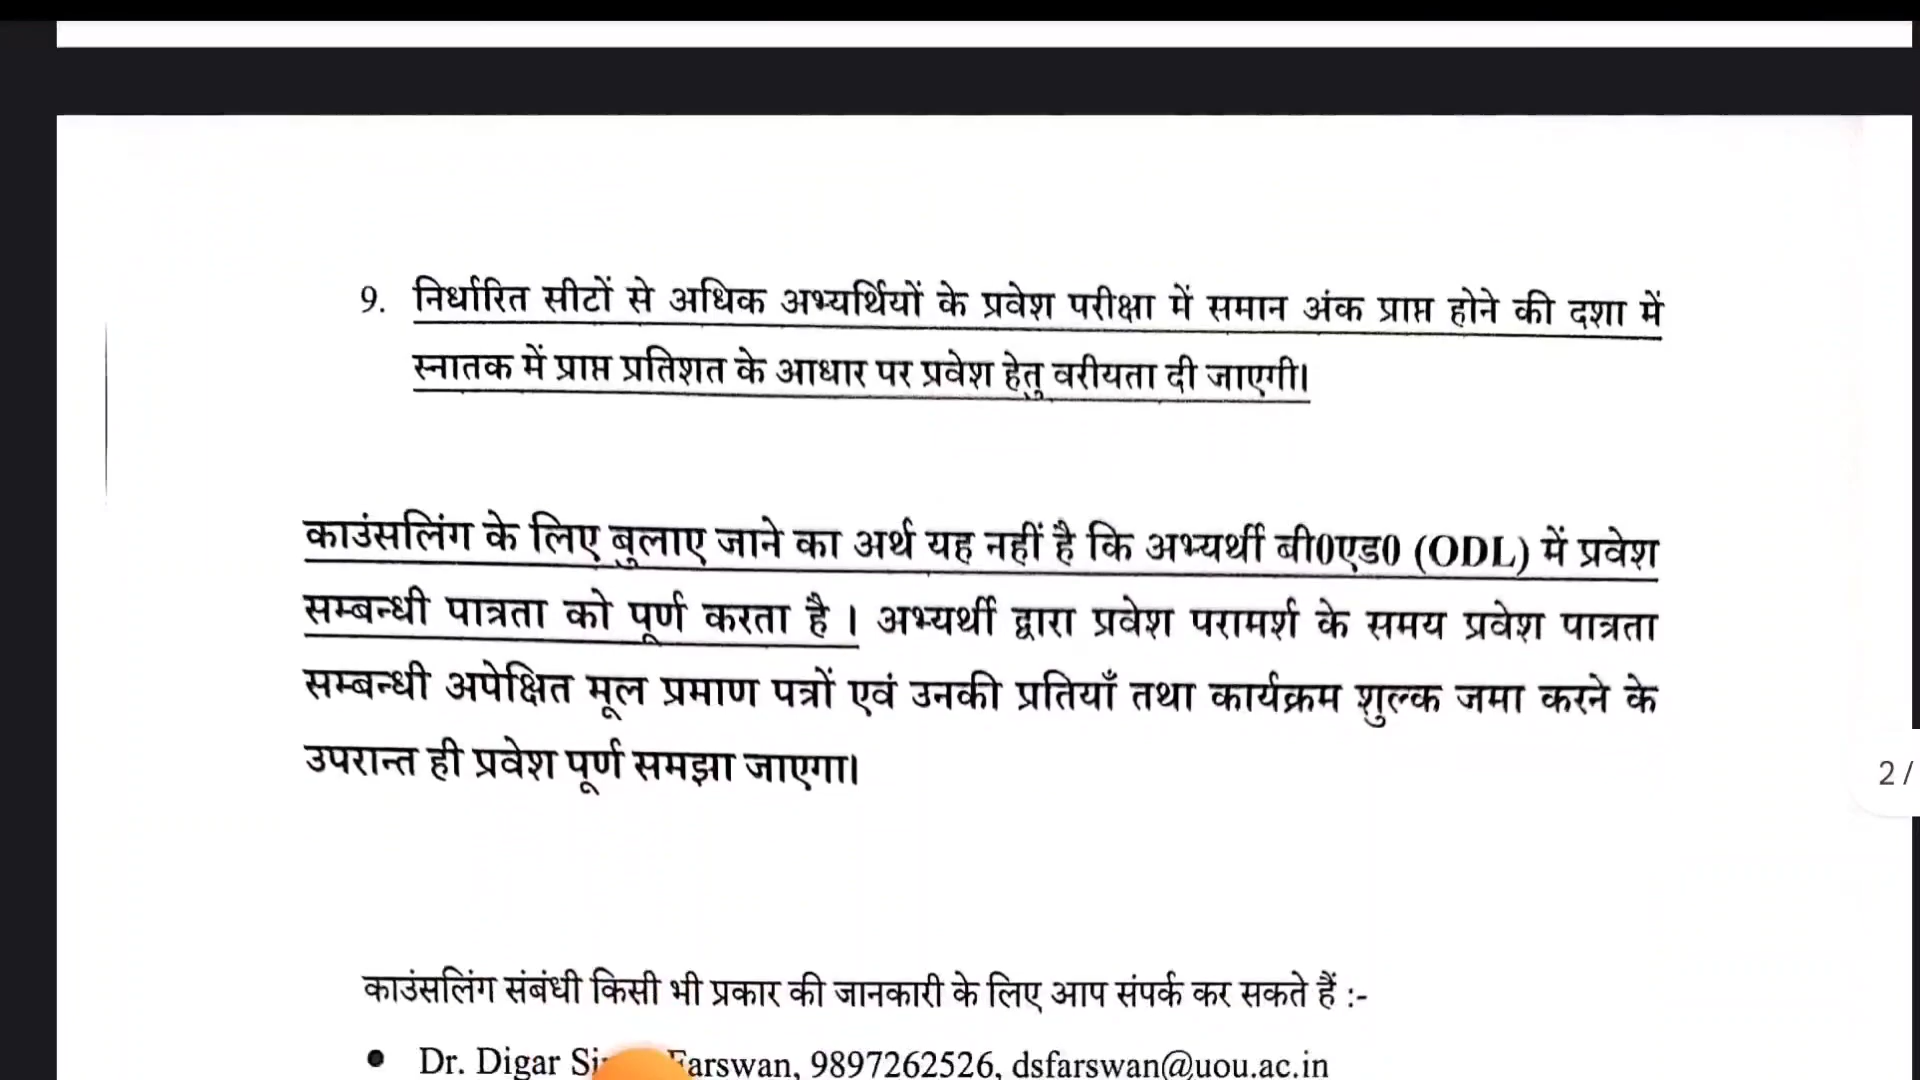 9. निर्धारित सीटों से अधिक अभ्यर्थियों के प्रवेश परीक्षा में समान अंक प्राप्त होने की दशा में
स्नातक में प्राप्त प्रतिशत के आधार पर प्रवेश हेतु वरीयता दी जाएगी।
काउंसलिंग के लिए बुलाए जाने का अर्थ यह नहीं है कि अभ्यर्थी बी0एड0 (ODL) में प्रवेश
सम्बन्धी पात्रता को पूर्ण करता है। अभ्यर्थी द्वारा प्रवेश परामर्श के समय प्रवेश पात्रता
सम्बन्धी अपेक्षित मूल प्रमाण पत्रों एवं उनकी प्रतियाँ तथा कार्यक्रम शुल्क जमा करने के
उपरान्त ही प्रवेश पूर्ण समझा जाएगा।
2 /
काउंसलिंग संबंधी किसी भी प्रकार की जानकारी के लिए आप संपर्क कर सकते हैं :-
• Dr. Digar Farswan, 9897262526, dsfarswan@uou.ac.in